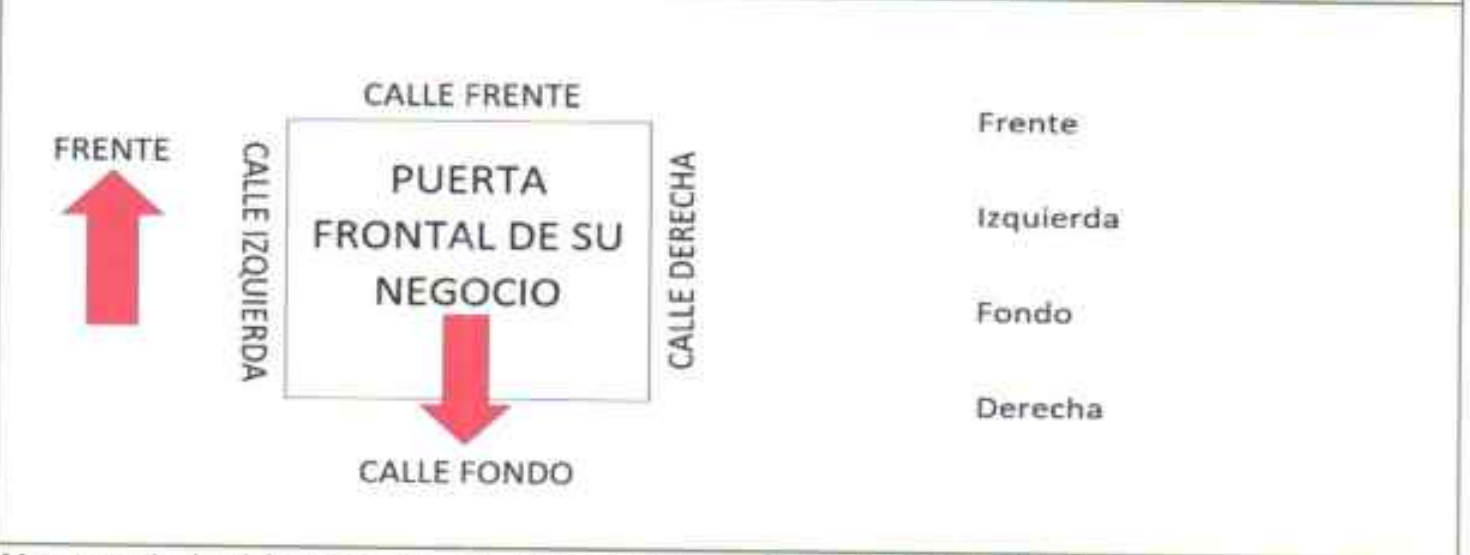 CALLE FRENTE
FRENTE
CALLE IZQUIERDA
PUERTA
FRONTAL DE SU
NEGOCIO
CALLE DERECHA
CALLE FONDO
Frente
Izquierda
Fondo
Derecha